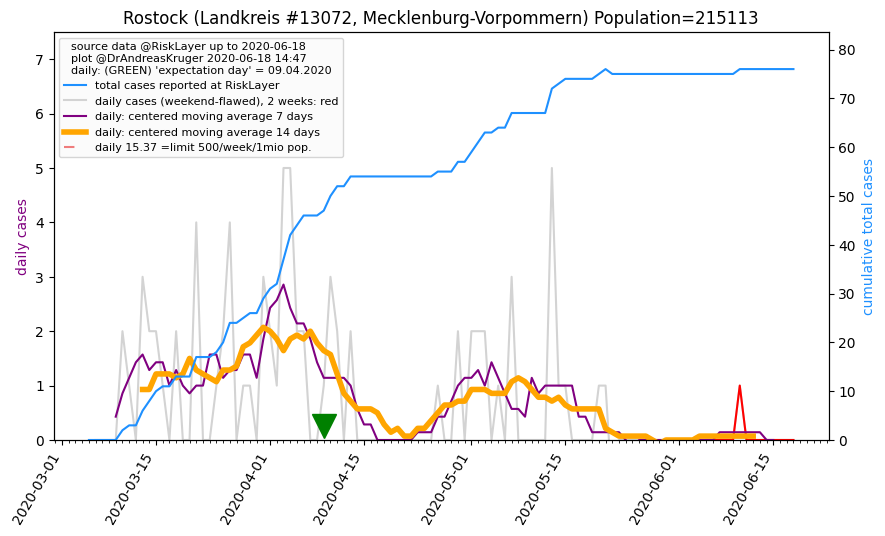 Rostock (Landkreis #13072, Mecklenburg-Vorpommern) Population=215113
source data @RiskLayer up to 2020-06-18
plot @DrAndreasKruger 2020-06-18 14:47
daily: (GREEN) 'expectation day' = 09.04.2020
total cases reported at RiskLayer
daily cases (weekend-flawed), 2 weeks: red
daily: centered moving average 7 days
daily: centered moving average 14 days
daily 15.37 =limit 500/week/1mio pop.
daily cases
7
6
5
4
3
2
1
0
80
70
60
50
40
30
20
10
0
cumulative total cases
2020-03-01
2020-03-15
2020-04-01
2020-04-15
2020-05-01
2020-05-15
2020-06-01
2020-06-15